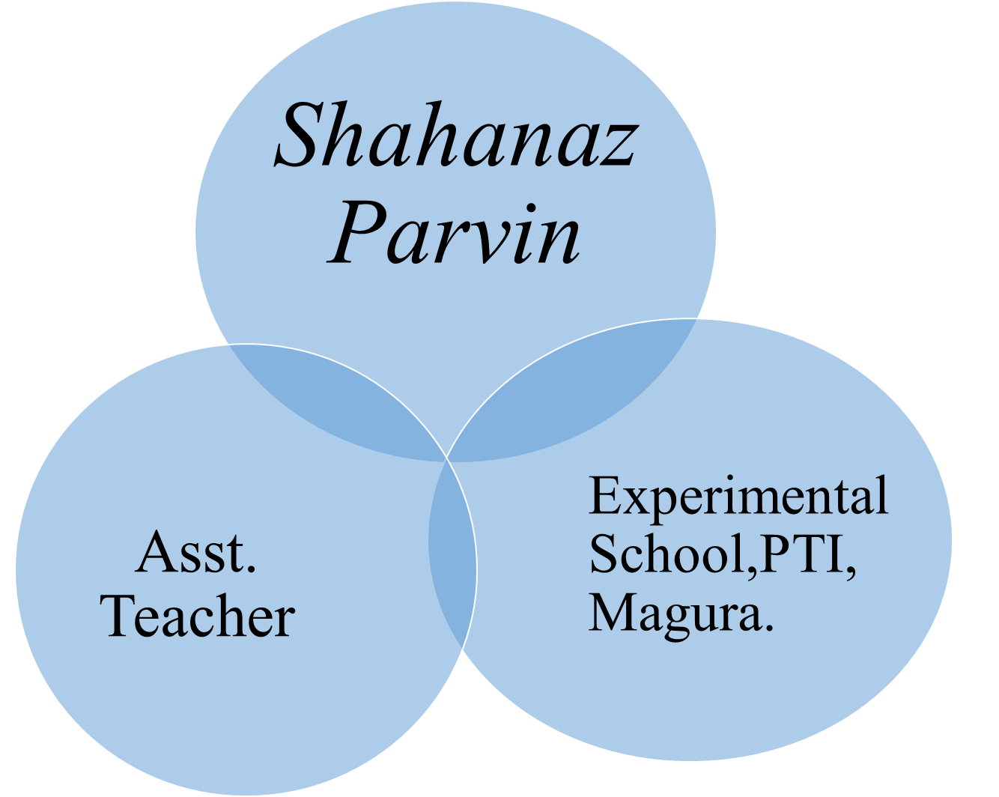 Shahanaz
Parvin
Asst.
Teacher
Experimental
School,PTI,
Magura.